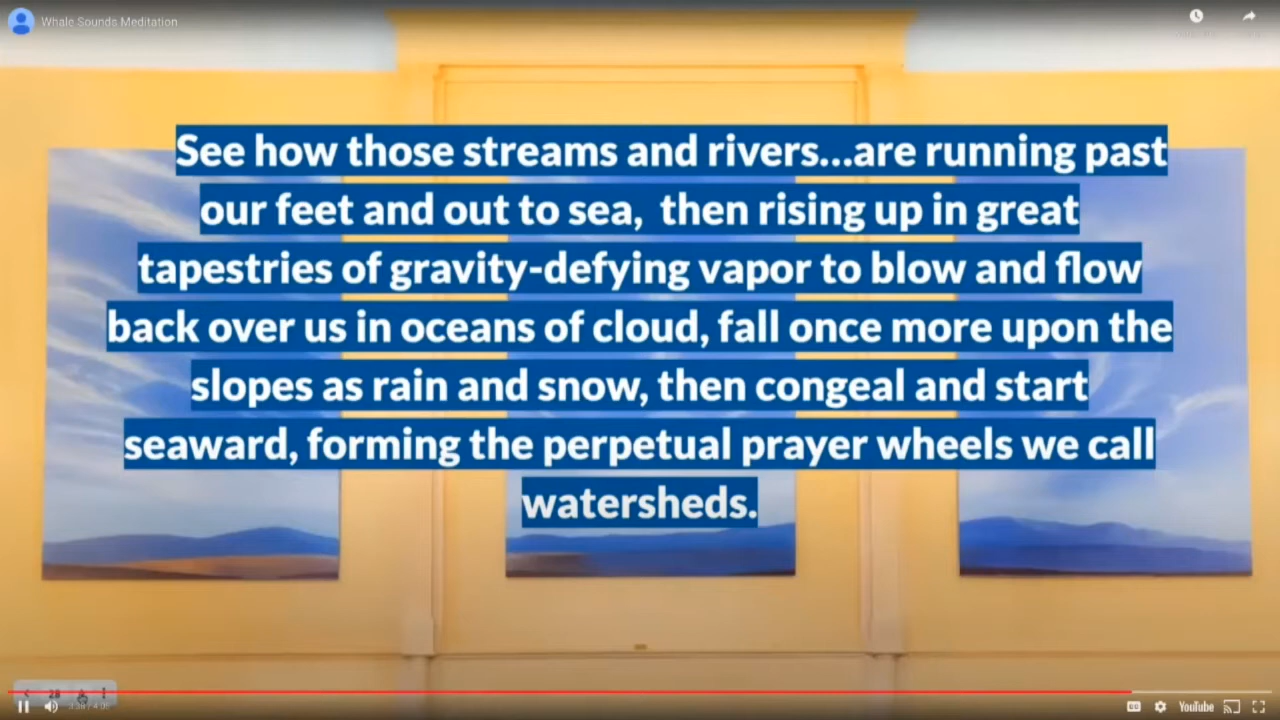 Whale Sounds Meditation
See how those streams and rivers...are running past
our feet and out to sea,  then rising up in great
tapestries of gravity-defying vapor to blow and flow
back over us in oceans of cloud, fall once more upon the
slopes as rain and snow, then congeal and start
seaward, forming the perpetual prayer wheels we call
watersheds.
28
CC
YouTube